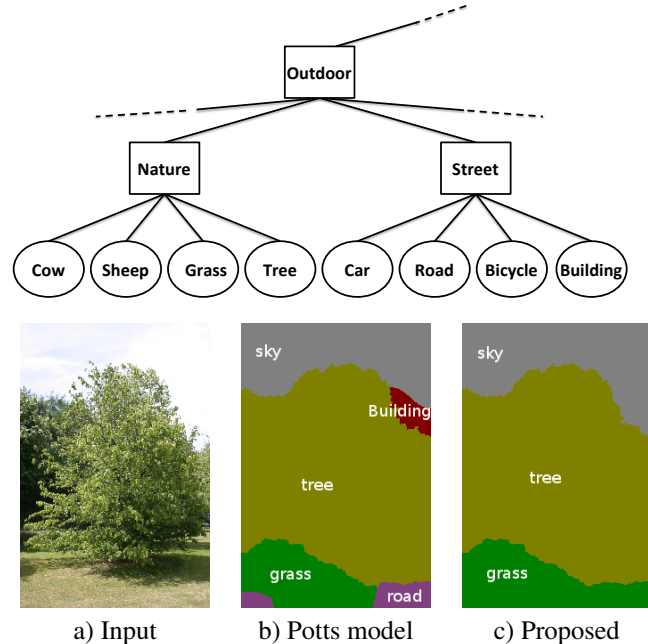 Outdoor
Nature Street
Cow Sheep Grass Tree Car Road Bicycle Building
sky sky
Building
tree tree
grass road grass
a) Input b) Potts model c) Proposed